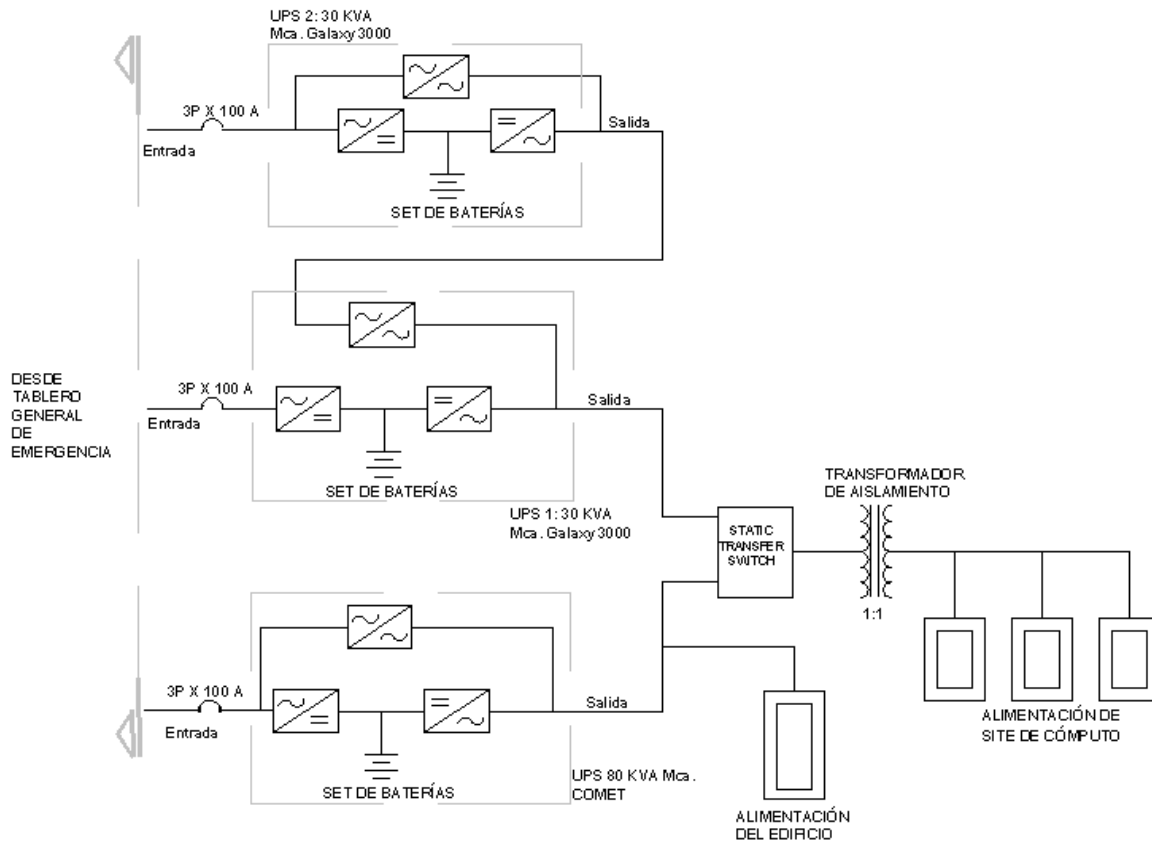 UPS 2: 30 KVA
Mca. Galaxy 3000
3P X 100 A
Entrada
Salida
SET DE BATERÍAS
DESDE
TABLERO
GENERAL
DE
EMERGENCIA
3P X 100 A
Entrada
Salida
SET DE BATERÍAS
UPS 1: 30 KVA
Mca. Galaxy 3000
STATIC
TRANSFER
SWITCH
TRANSFORMADOR
DE AISLAMIENTO
1:1
ALIMENTACIÓN DE
SITE DE CÓMPUTO
3P X 100 A
Entrada
Salida
SET DE BATERÍAS
UPS 80 KVA Mca.
COMET
ALIMENTACIÓN
DEL EDIFICIO